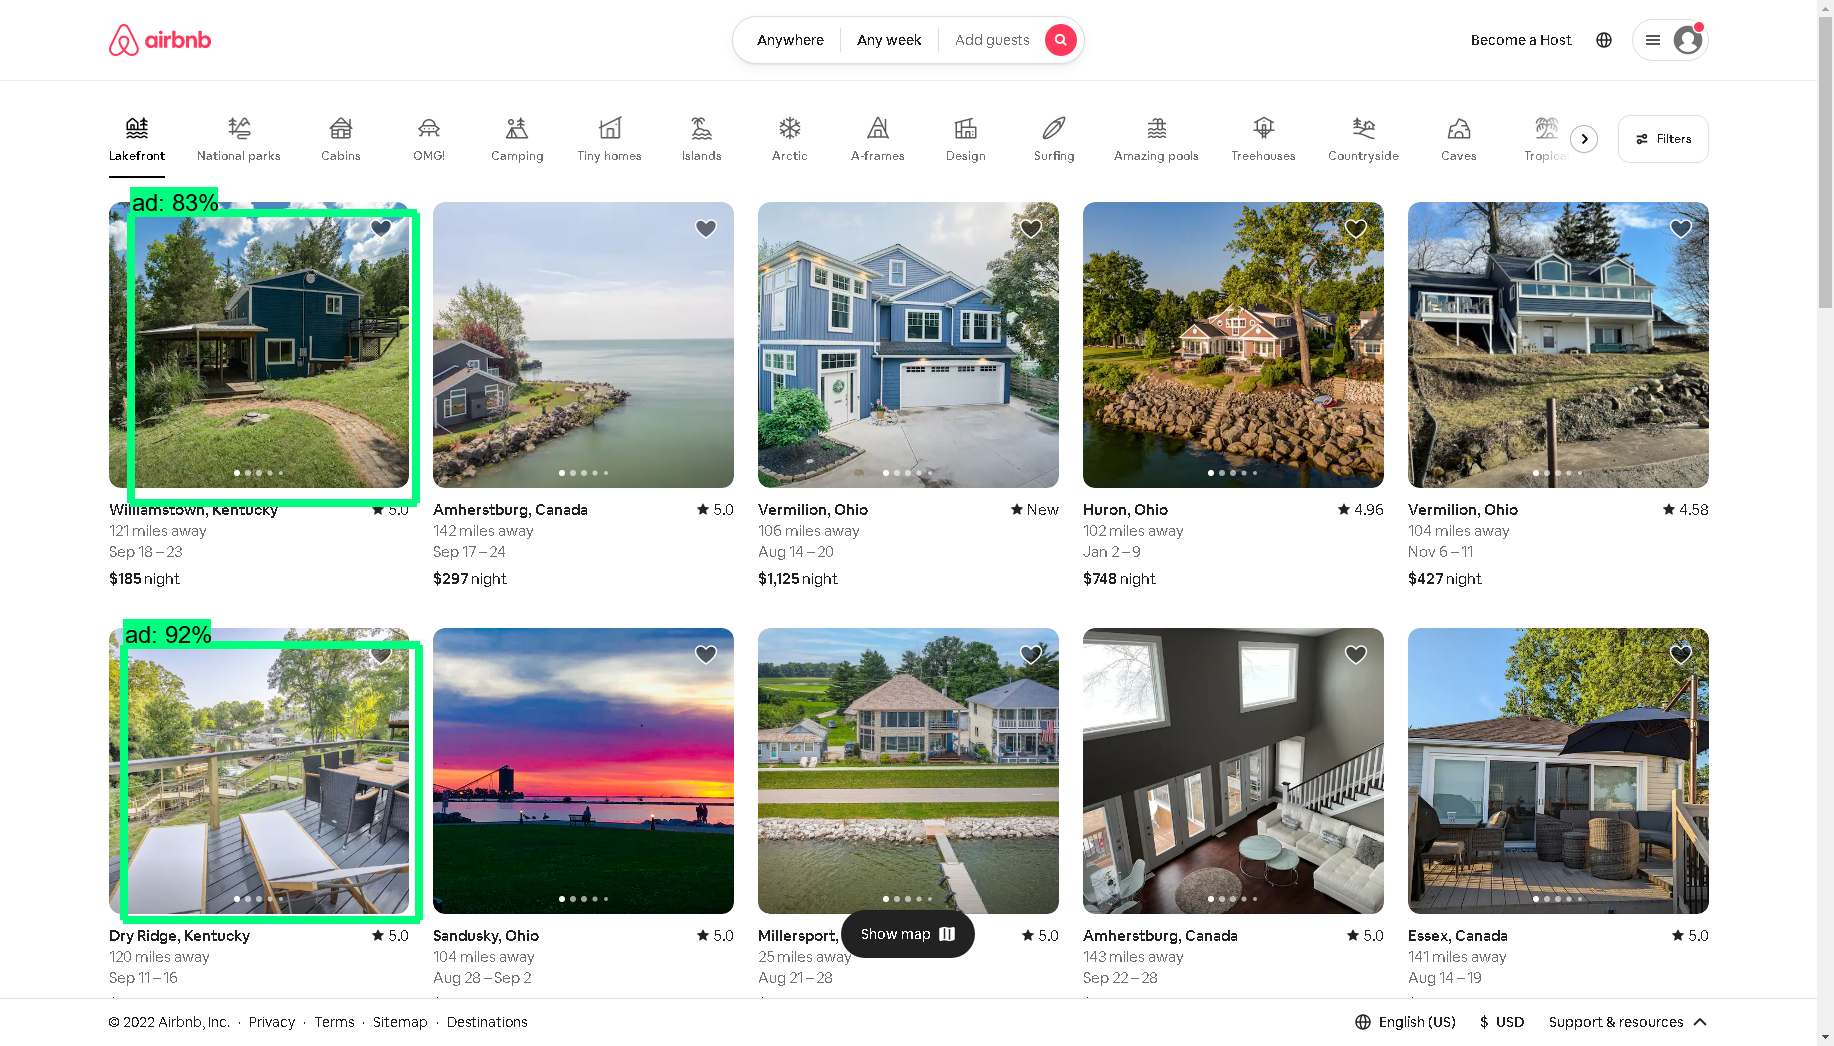 airbnb
Anywhere Any week Add guests
Become a Host
Lakefront National parks Cabins OMG! Camping Tiny homes Islands Arctic A-frames Design Surfing Amazing pools Treehouses Countryside Caves Tropica
Filters
ad: 83%
Williamstown, Kentucky 5.0
121 miles away
Sep 18 – 23
$185 night
Amherstburg, Canada 5.0
142 miles away
Sep 17 – 24
$297 night
Vermilion, Ohio New
106 miles away
Aug 14 – 20
$1,125 night
Huron, Ohio 4.96
102 miles away
Jan 2 – 9
$748 night
Vermilion, Ohio 4.58
104 miles away
Nov 6 – 11
$427 night
ad: 92%
Dry Ridge, Kentucky 5.0
120 miles away
Sep 11 – 16
Sandusky, Ohio 5.0
104 miles away
Aug 28 – Sep 2
Millersport, 5.0
25 miles away
Aug 21 – 28
Amherstburg, Canada 5.0
143 miles away
Sep 22 – 28
Essex, Canada 5.0
141 miles away
Aug 14 – 19
Show map
© 2022 Airbnb, Inc. · Privacy · Terms · Sitemap · Destinations
English (US) $ USD Support & resources